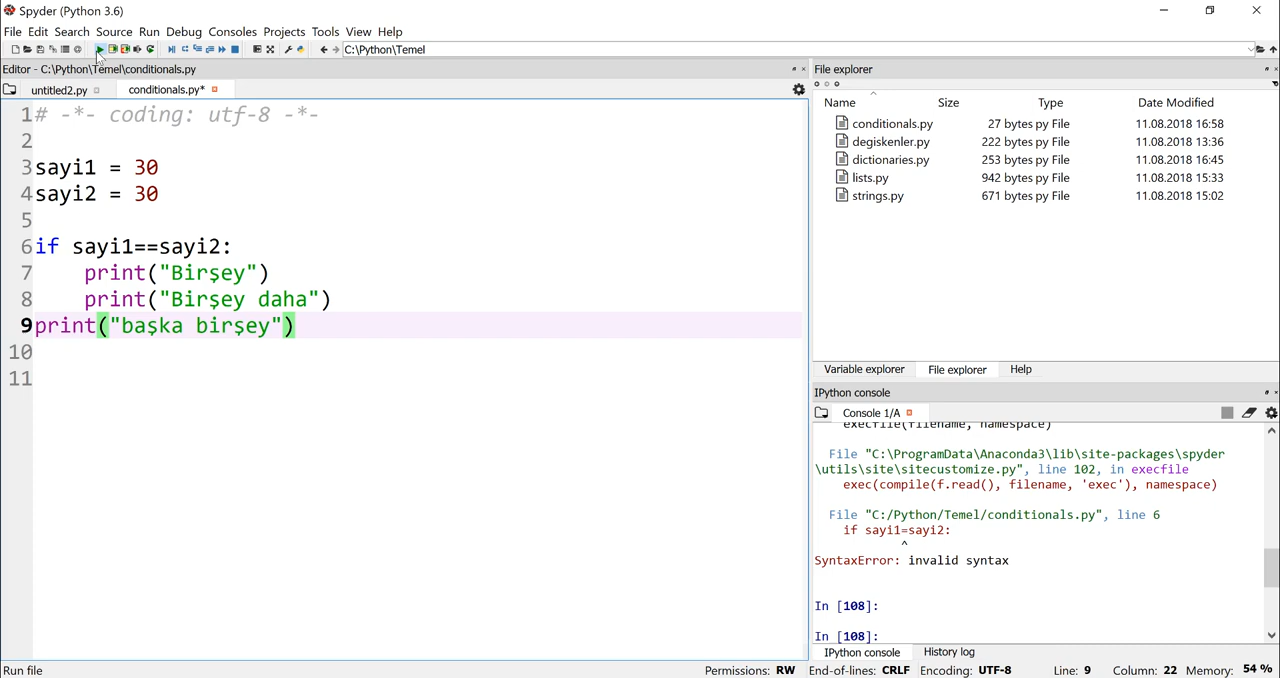 Spyder (Python 3.6)
File Edit Search Source Run Debug Consoles Projects Tools View Help
C:\Python\Temel
Editor - C:\Python\Temel\conditionals.py
untitled2.py
conditionals.py*
1 # -*- coding: utf-8 -*-
2
3 sayi1 = 30
4 sayi2 = 30
5
6 if sayi1==sayi2:
7 print("Birşey")
8 print("Birşey daha")
9 print("başka birşey")
10
11
File explorer
Name Size Type Date Modified
conditionals.py 27 bytes py File 11.08.2018 16:58
degiskenler.py 222 bytes py File 11.08.2018 13:36
dictionaries.py 253 bytes py File 11.08.2018 16:45
lists.py 942 bytes py File 11.08.2018 15:33
strings.py 671 bytes py File 11.08.2018 15:02
Variable explorer File explorer Help
IPython console
Console 1/A
execfile(filename, namespace)
File "C:\ProgramData\Anaconda3\lib\site-packages\spyder
\utils\site\sitecustomize.py", line 102, in execfile
exec(compile(f.read(), filename, 'exec'), namespace)
File "C:/Python/Temel/conditionals.py", line 6
if sayi1=sayi2:
^
SyntaxError: invalid syntax
In [108]:
In [108]:
IPython console History log
Run file Permissions: RW End-of-lines: CRLF Encoding: UTF-8 Line: 9 Column: 22 Memory: 54 %